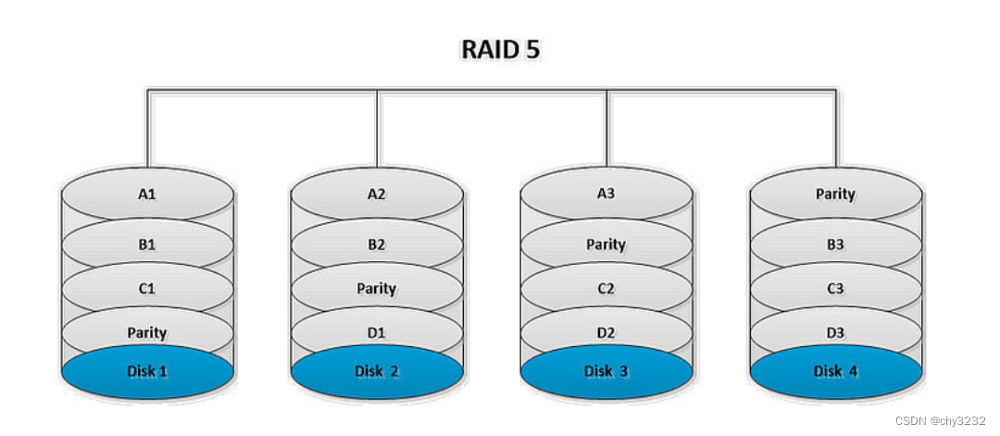 RAID 5
A1 A2 A3 Parity
B1 B2 Parity B3
C1 Parity C2 C3
Parity D1 D2 D3
Disk 1 Disk 2 Disk 3 Disk 4
CSDN @chy3232